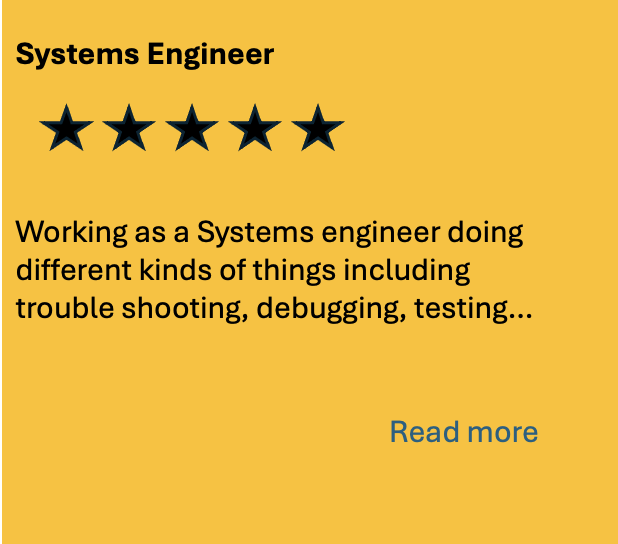 Systems Engineer
Working as a Systems engineer doing
different kinds of things including
trouble shooting, debugging, testing...
Read more